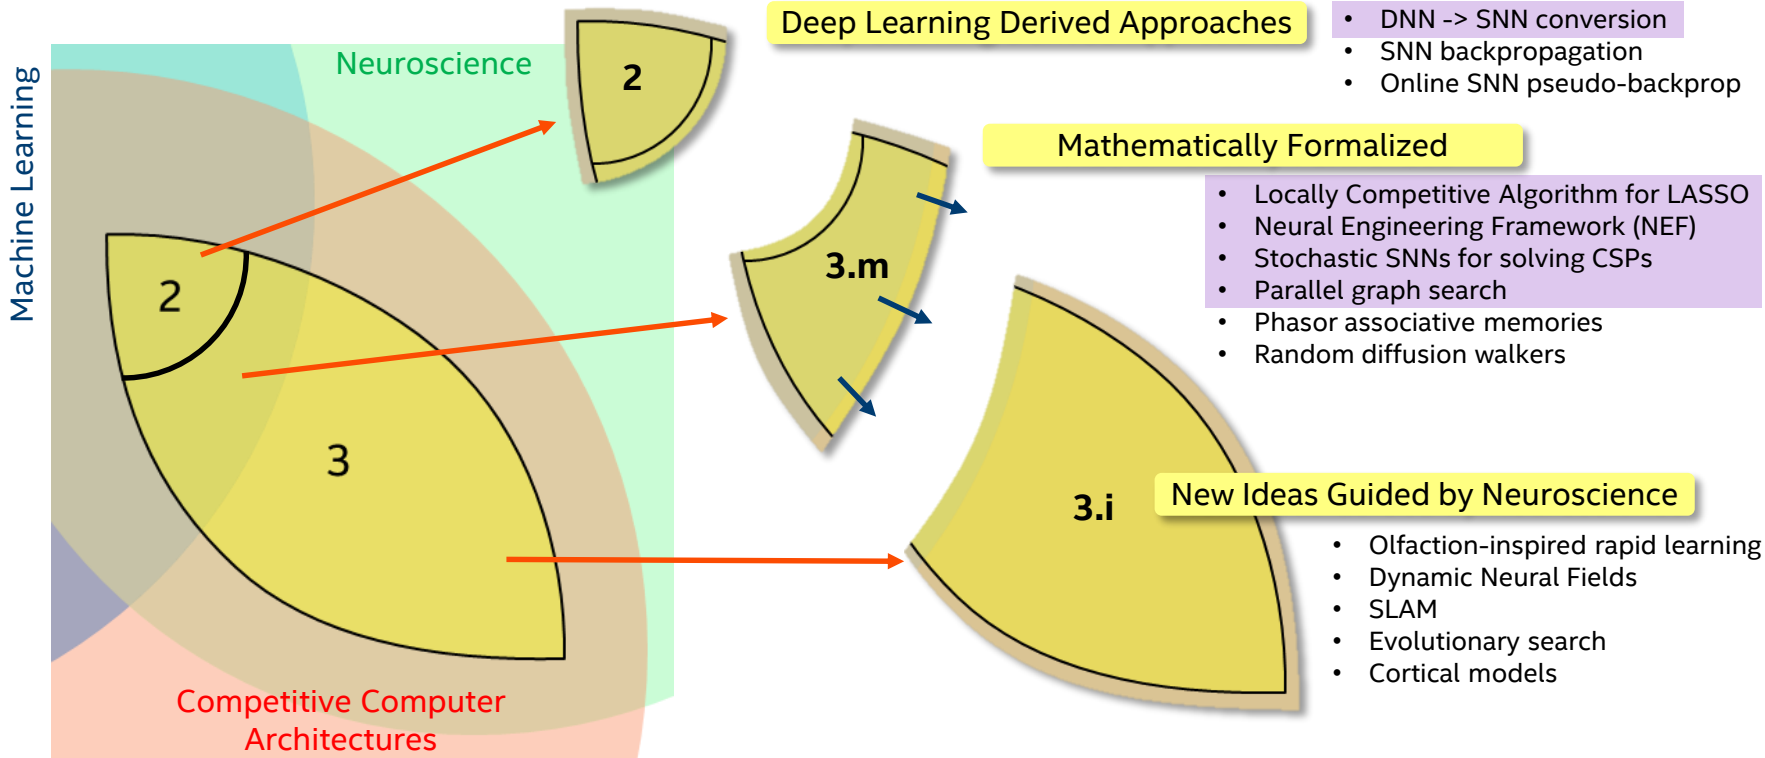 Machine Learning
Neuroscience
2
3
Competitive Computer
Architectures
2
Deep Learning Derived Approaches
• DNN -> SNN conversion
• SNN backpropagation
• Online SNN pseudo-backprop
3.m
Mathematically Formalized
• Locally Competitive Algorithm for LASSO
• Neural Engineering Framework (NEF)
• Stochastic SNNs for solving CSPs
• Parallel graph search
• Phasor associative memories
• Random diffusion walkers
3.i
New Ideas Guided by Neuroscience
• Olfaction-inspired rapid learning
• Dynamic Neural Fields
• SLAM
• Evolutionary search
• Cortical models